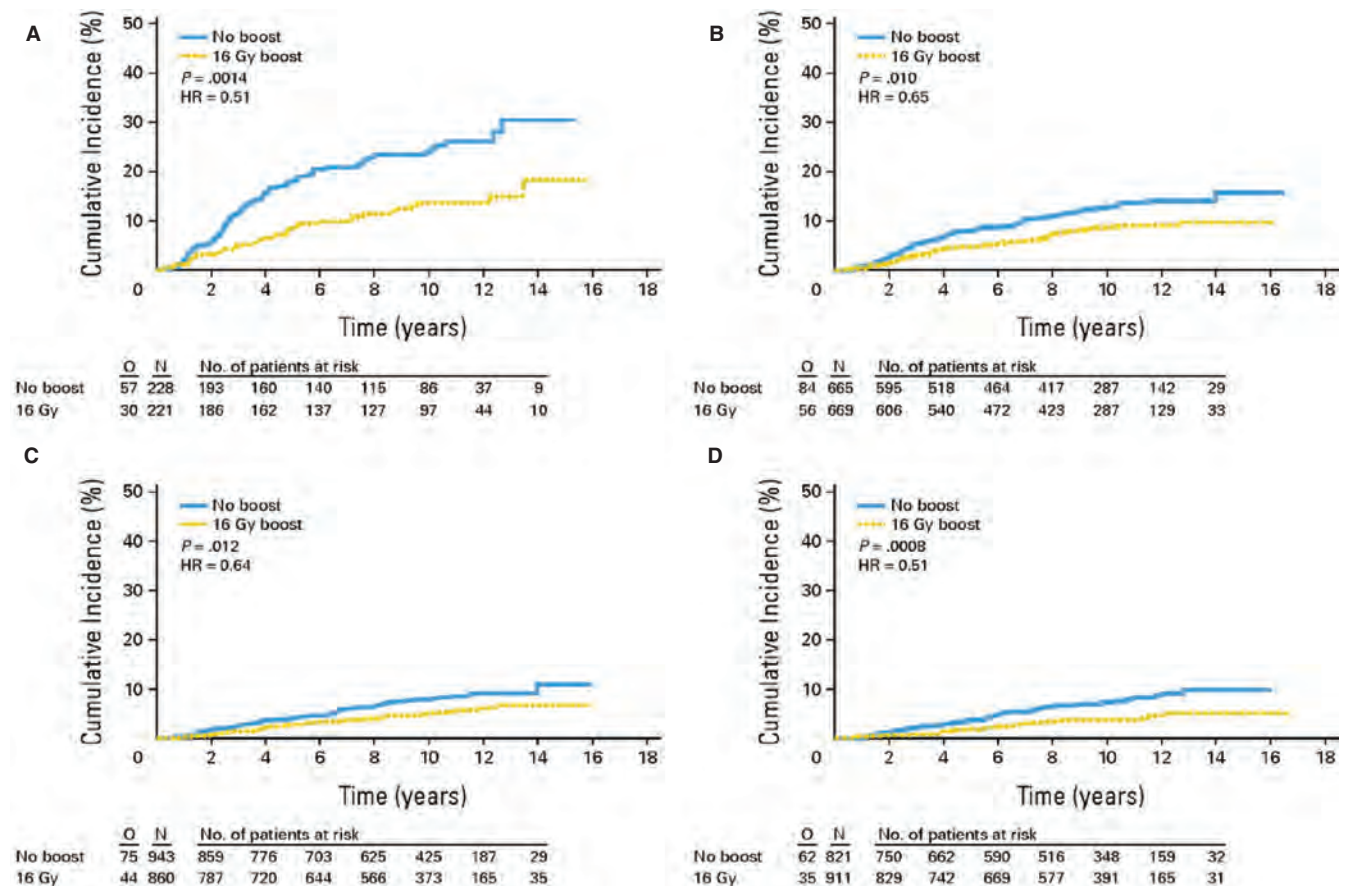 A
Cumulative Incidence (%)
50
40
30
20
10
0
2 4 6 8 10 12 14 16 18
No boost
16 Gy boost
P = .0014
HR = 0.51
Time (years)
O N No. of patients at risk
No boost 57 228 193 160 140 115 86 37 9
16 Gy 30 221 186 162 137 127 97 44 10
B
Cumulative Incidence (%)
50
40
30
20
10
0
2 4 6 8 10 12 14 16 18
No boost
16 Gy boost
P = .010
HR = 0.65
Time (years)
O N No. of patients at risk
No boost 84 665 595 518 464 417 287 142 29
16 Gy 56 669 606 540 472 423 287 129 33
C
Cumulative Incidence (%)
50
40
30
20
10
0
2 4 6 8 10 12 14 16 18
No boost
16 Gy boost
P = .012
HR = 0.64
Time (years)
O N No. of patients at risk
No boost 75 943 859 776 703 625 425 187 29
16 Gy 44 860 787 720 644 566 373 165 35
D
Cumulative Incidence (%)
50
40
30
20
10
0
2 4 6 8 10 12 14 16 18
No boost
16 Gy boost
P = .0008
HR = 0.51
Time (years)
O N No. of patients at risk
No boost 62 821 750 662 590 516 348 159 32
16 Gy 35 911 829 742 669 577 391 165 31